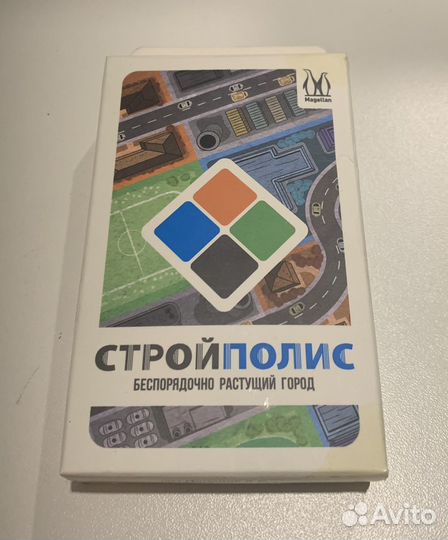 Magellan
СТРОЙПОЛИС
БЕСПОРЯДОЧНО РАСТУЩИЙ ГОРОД
Avito